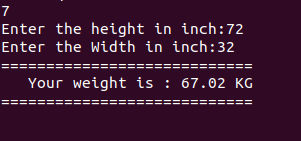 7
Enter the height in inch:72
Enter the Width in inch:32
============================
Your weight is : 67.02 KG
============================